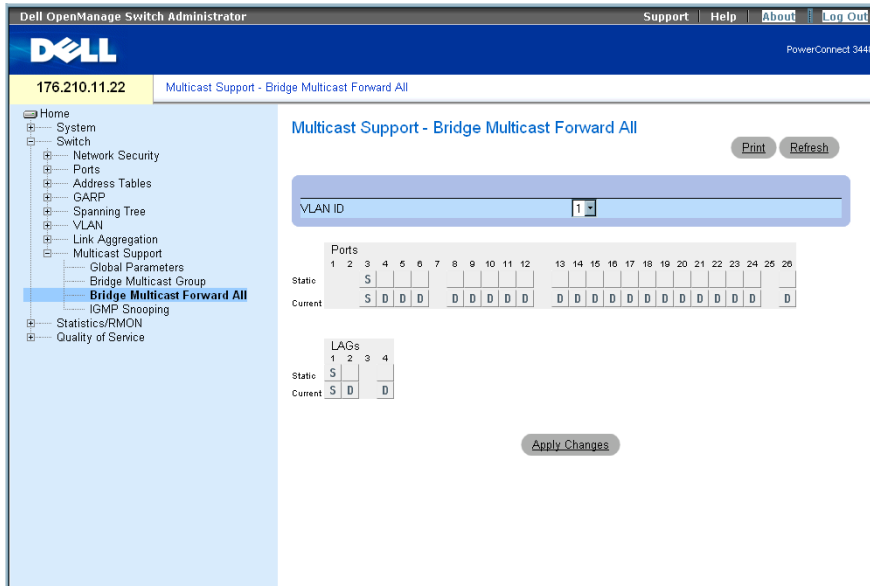 Dell OpenManage Switch Administrator Support Help About Log Out
DELL
PowerConnect 3448
176.210.11.22 Multicast Support - Bridge Multicast Forward All
Home
System
Switch
Network Security
Ports
Address Tables
GARP
Spanning Tree
VLAN
Link Aggregation
Multicast Support
Global Parameters
Bridge Multicast Group
Bridge Multicast Forward All
IGMP Snooping
Statistics/RMON
Quality of Service
Multicast Support - Bridge Multicast Forward All
Print Refresh
VLAN ID 1
Ports
1 2 3 4 5 6 7 8 9 10 11 12 13 14 15 16 17 18 19 20 21 22 23 24 25 26
Static S
Current S D D D D D D D D D D D D D D D D D D D D D D
LAGs
1 2 3 4
Static S
Current S D D
Apply Changes